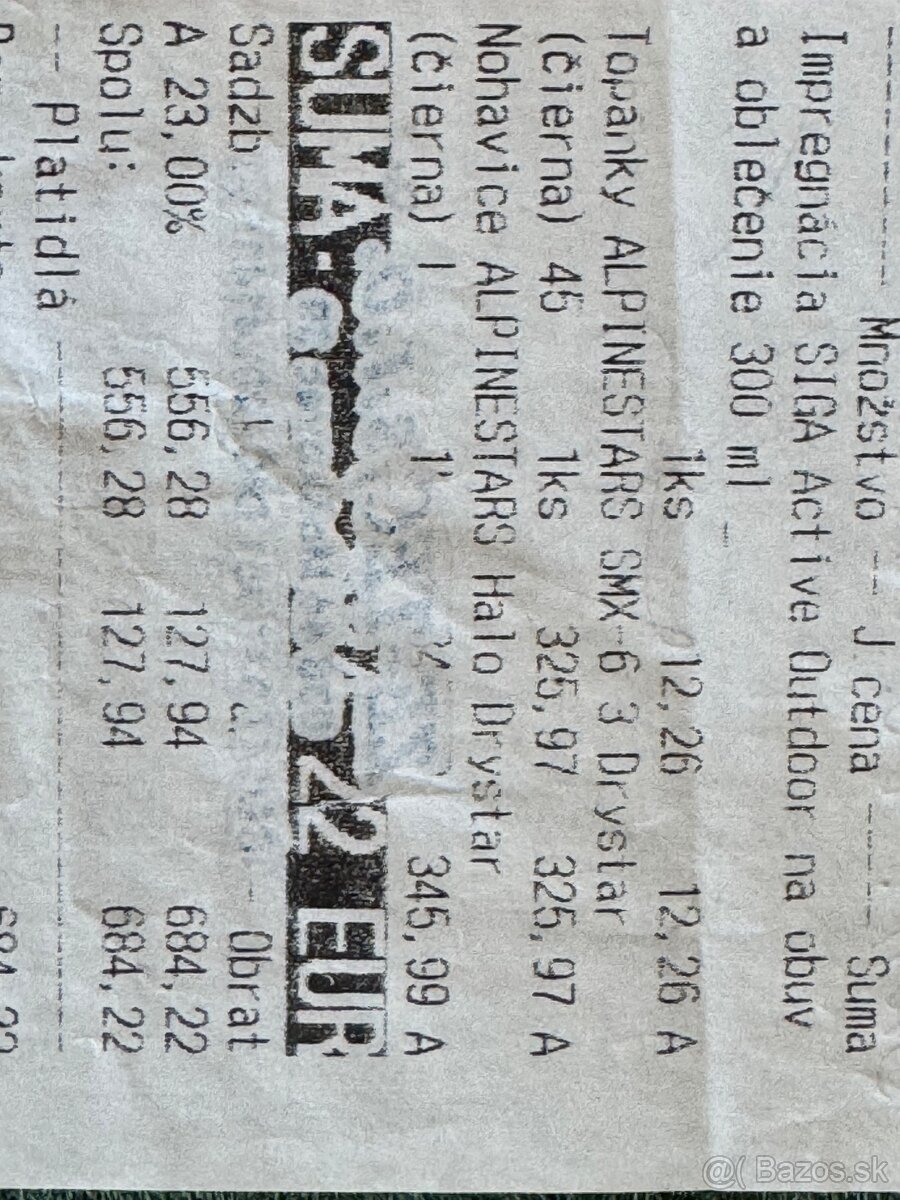 Množstvo -- J cena ----- Suma
Impregnácia SIGA Active Outdoor na obuv
a oblečenie 300 ml
1ks 12,26 12,26 A
Topánky ALPINESTARS SMX-6 3 Drystar
(čierna) 45 1ks 325,97 325,97 A
Nohavice ALPINESTARS Halo Drystar
(čierna) 345,99 A
SUMA: EUR
Sadzb Obrat
A 23,00% 556,28 127,94 684,22
Spolu: 556,28 127,94 684,22
-- Platidlá
@( Bazos.sk